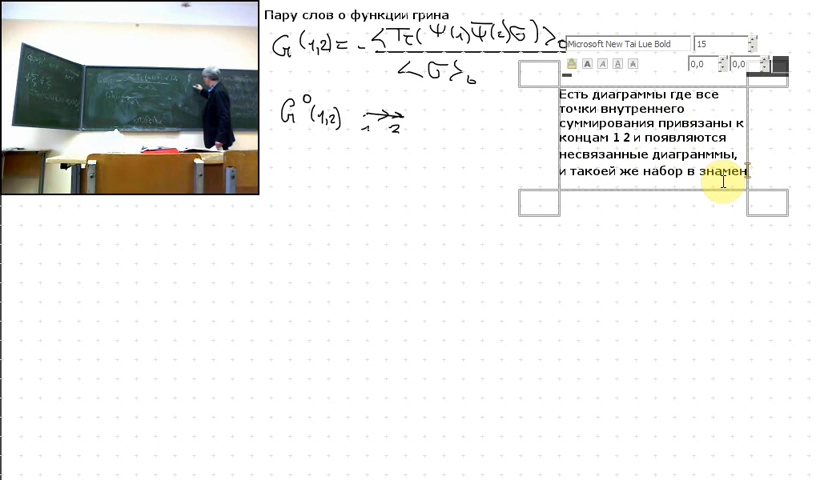 Пару слов о функции грина
G(1,2) = - <Tτ(Ψ(1)Ψ̅(2)σ)>₀
<σ>₀
G⁰(1,2)
1 2
Microsoft New Tai Lue Bold 15
A A A A 0,0 0,0
Есть диаграммы где все
точки внутреннего
суммирования привязаны к
концам 1 2 и появляются
несвязанные диагранммы,
и такоей же набор в знамен